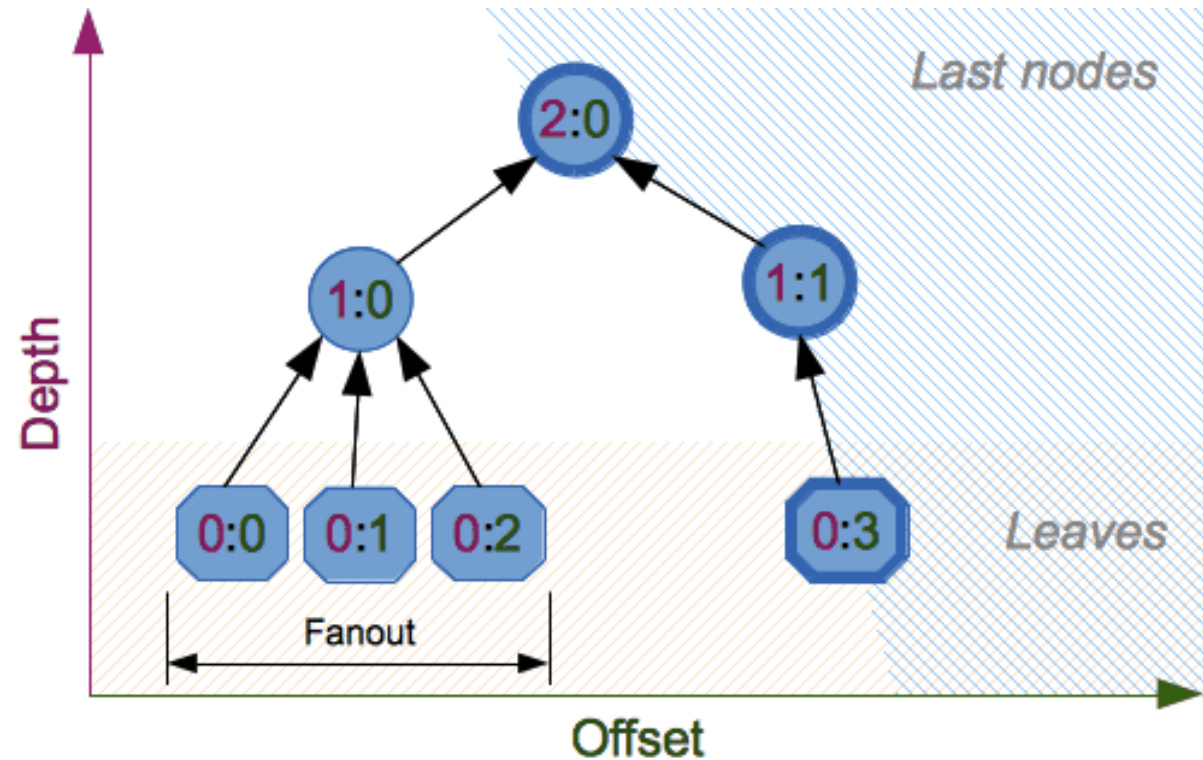 Last nodes
2:0
1:0
1:1
Depth
0:0 0:1 0:2 0:3
Leaves
Fanout
Offset